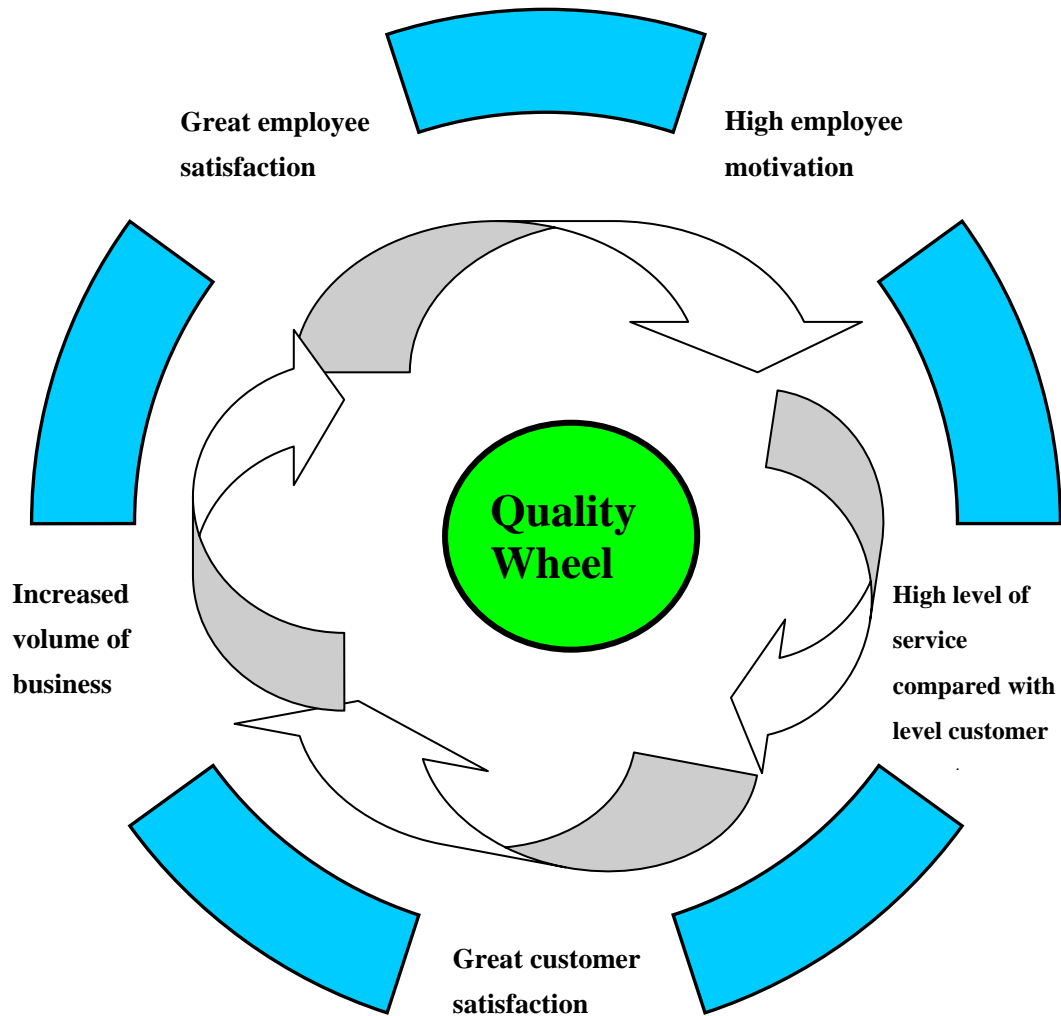 Great employee
satisfaction
High employee
motivation
Quality
Wheel
Increased
volume of
business
High level of
service
compared with
level customer
Great customer
satisfaction